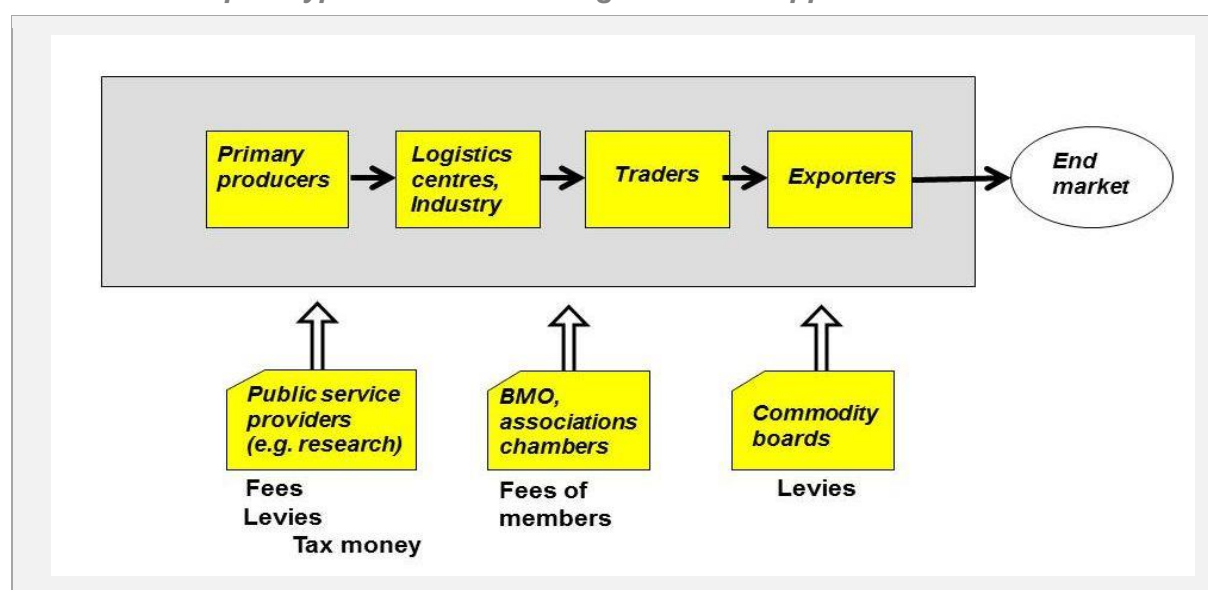 Primary
producers
Logistics
centres,
Industry
Traders
Exporters
End
market
Public service
providers
(e.g. research)
BMO,
associations
chambers
Commodity
boards
Fees
Levies
Tax money
Fees of
members
Levies